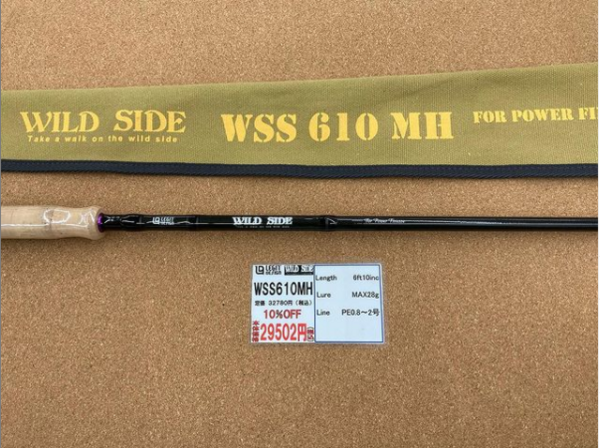 WILD SIDE
Take a walk on the wild side
WSS 610 MH
FOR POWER FI
WILD SIDE
WILD SIDE
WSS610MH
定価 32780円（税込）
10%OFF
29502円
Length 6ft10inc
Lure MAX28g
Line PE0.8～2号